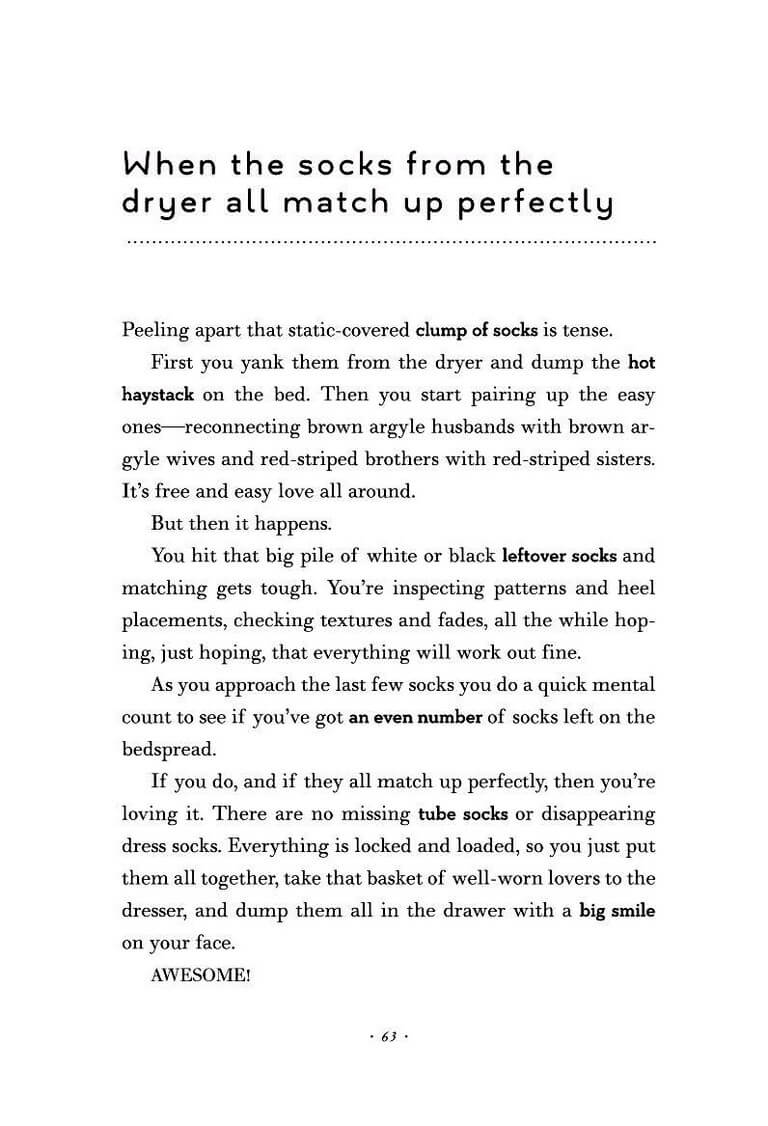 When the socks from the
dryer all match up perfectly
Peeling apart that static-covered clump of socks is tense.
First you yank them from the dryer and dump the hot
haystack on the bed. Then you start pairing up the easy
ones—reconnecting brown argyle husbands with brown ar-
gyle wives and red-striped brothers with red-striped sisters.
It's free and easy love all around.
But then it happens.
You hit that big pile of white or black leftover socks and
matching gets tough. You're inspecting patterns and heel
placements, checking textures and fades, all the while hop-
ing, just hoping, that everything will work out fine.
As you approach the last few socks you do a quick mental
count to see if you've got an even number of socks left on the
bedspread.
If you do, and if they all match up perfectly, then you're
loving it. There are no missing tube socks or disappearing
dress socks. Everything is locked and loaded, so you just put
them all together, take that basket of well-worn lovers to the
dresser, and dump them all in the drawer with a big smile
on your face.
AWESOME!
· 63 ·